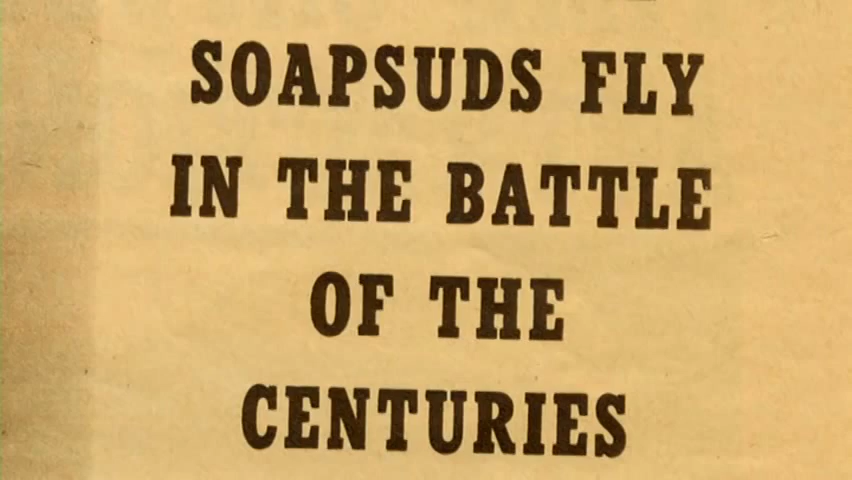 SOAPSUDS FLY
IN THE BATTLE
OF THE
CENTURIES